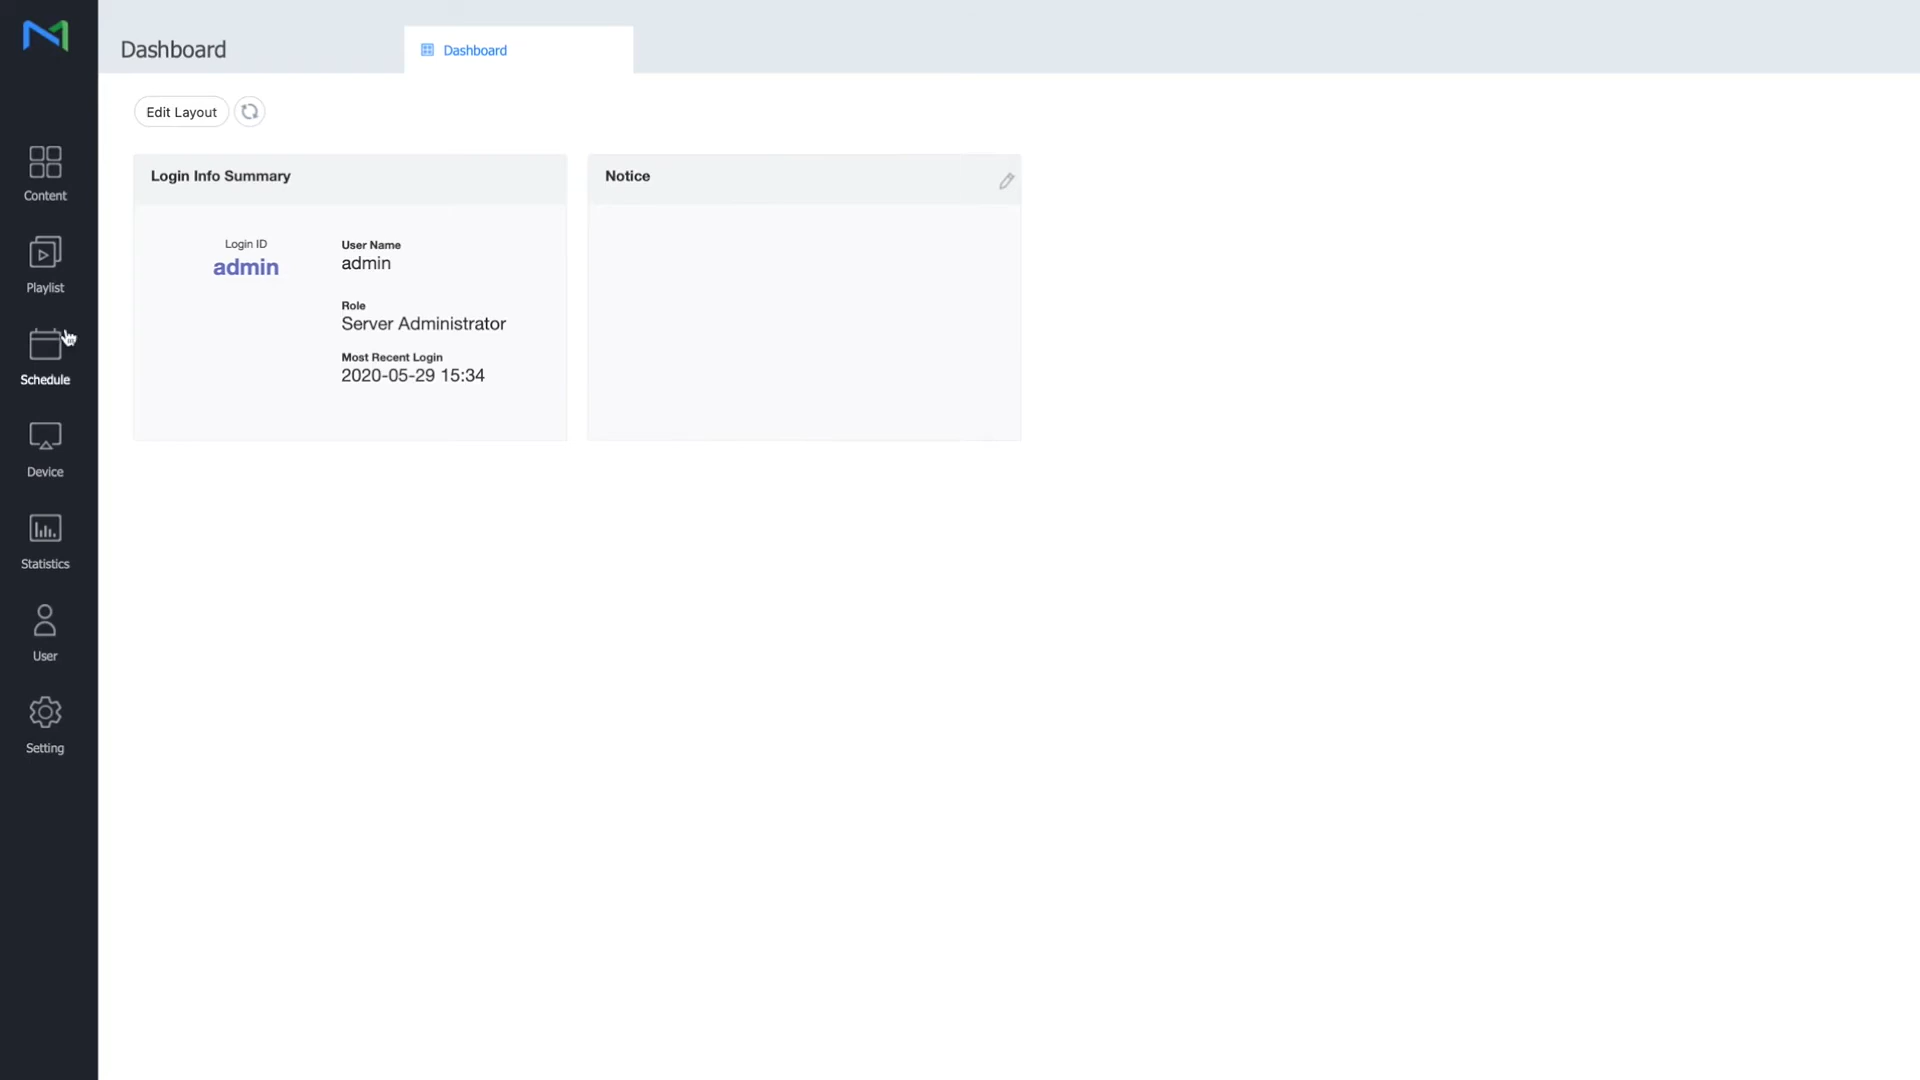 Dashboard
Dashboard
Edit Layout
Content
Playlist
Schedule
Device
Statistics
User
Setting
Login Info Summary
Login ID
admin
User Name
admin
Role
Server Administrator
Most Recent Login
2020-05-29 15:34
Notice